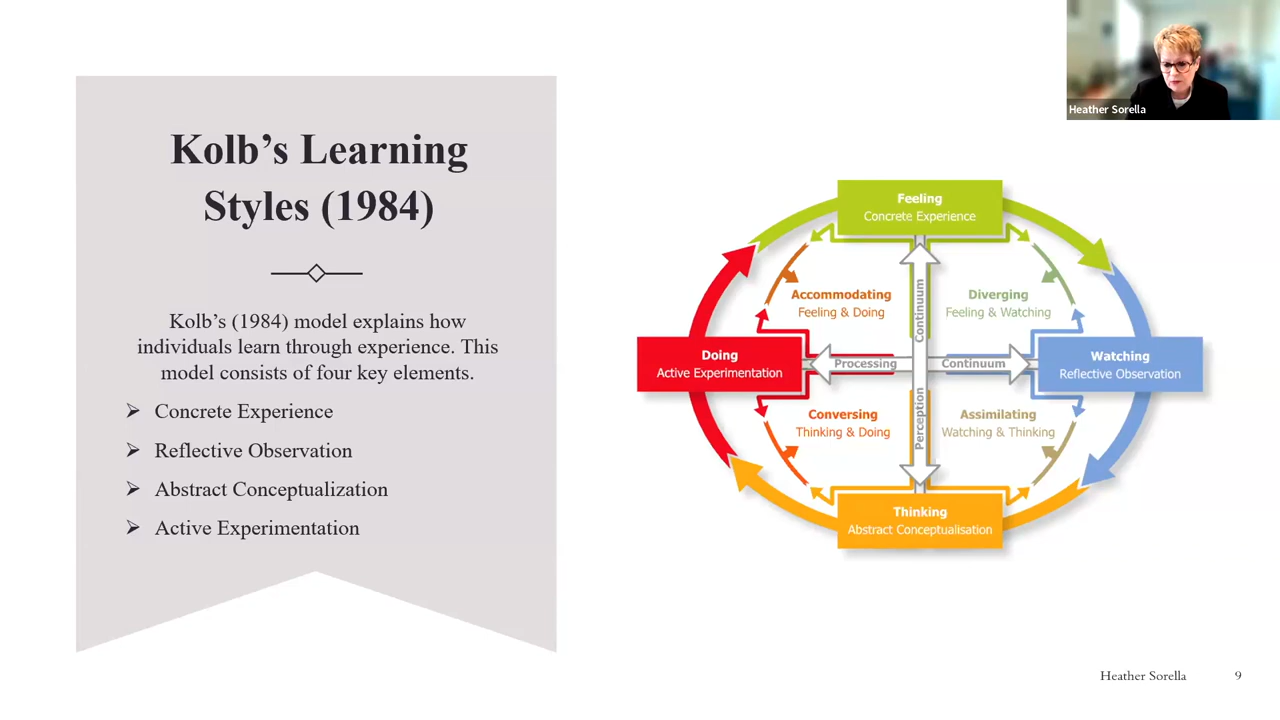 Heather Sorella
Kolb’s Learning
Styles (1984)
Kolb’s (1984) model explains how
individuals learn through experience. This
model consists of four key elements.
Concrete Experience
Reflective Observation
Abstract Conceptualization
Active Experimentation
Feeling
Concrete Experience
Accommodating
Feeling & Doing
Diverging
Feeling & Watching
Continuum
Doing
Active Experimentation
Processing
Continuum
Watching
Reflective Observation
Perception
Conversing
Thinking & Doing
Assimilating
Watching & Thinking
Thinking
Abstract Conceptualisation
Heather Sorella
9